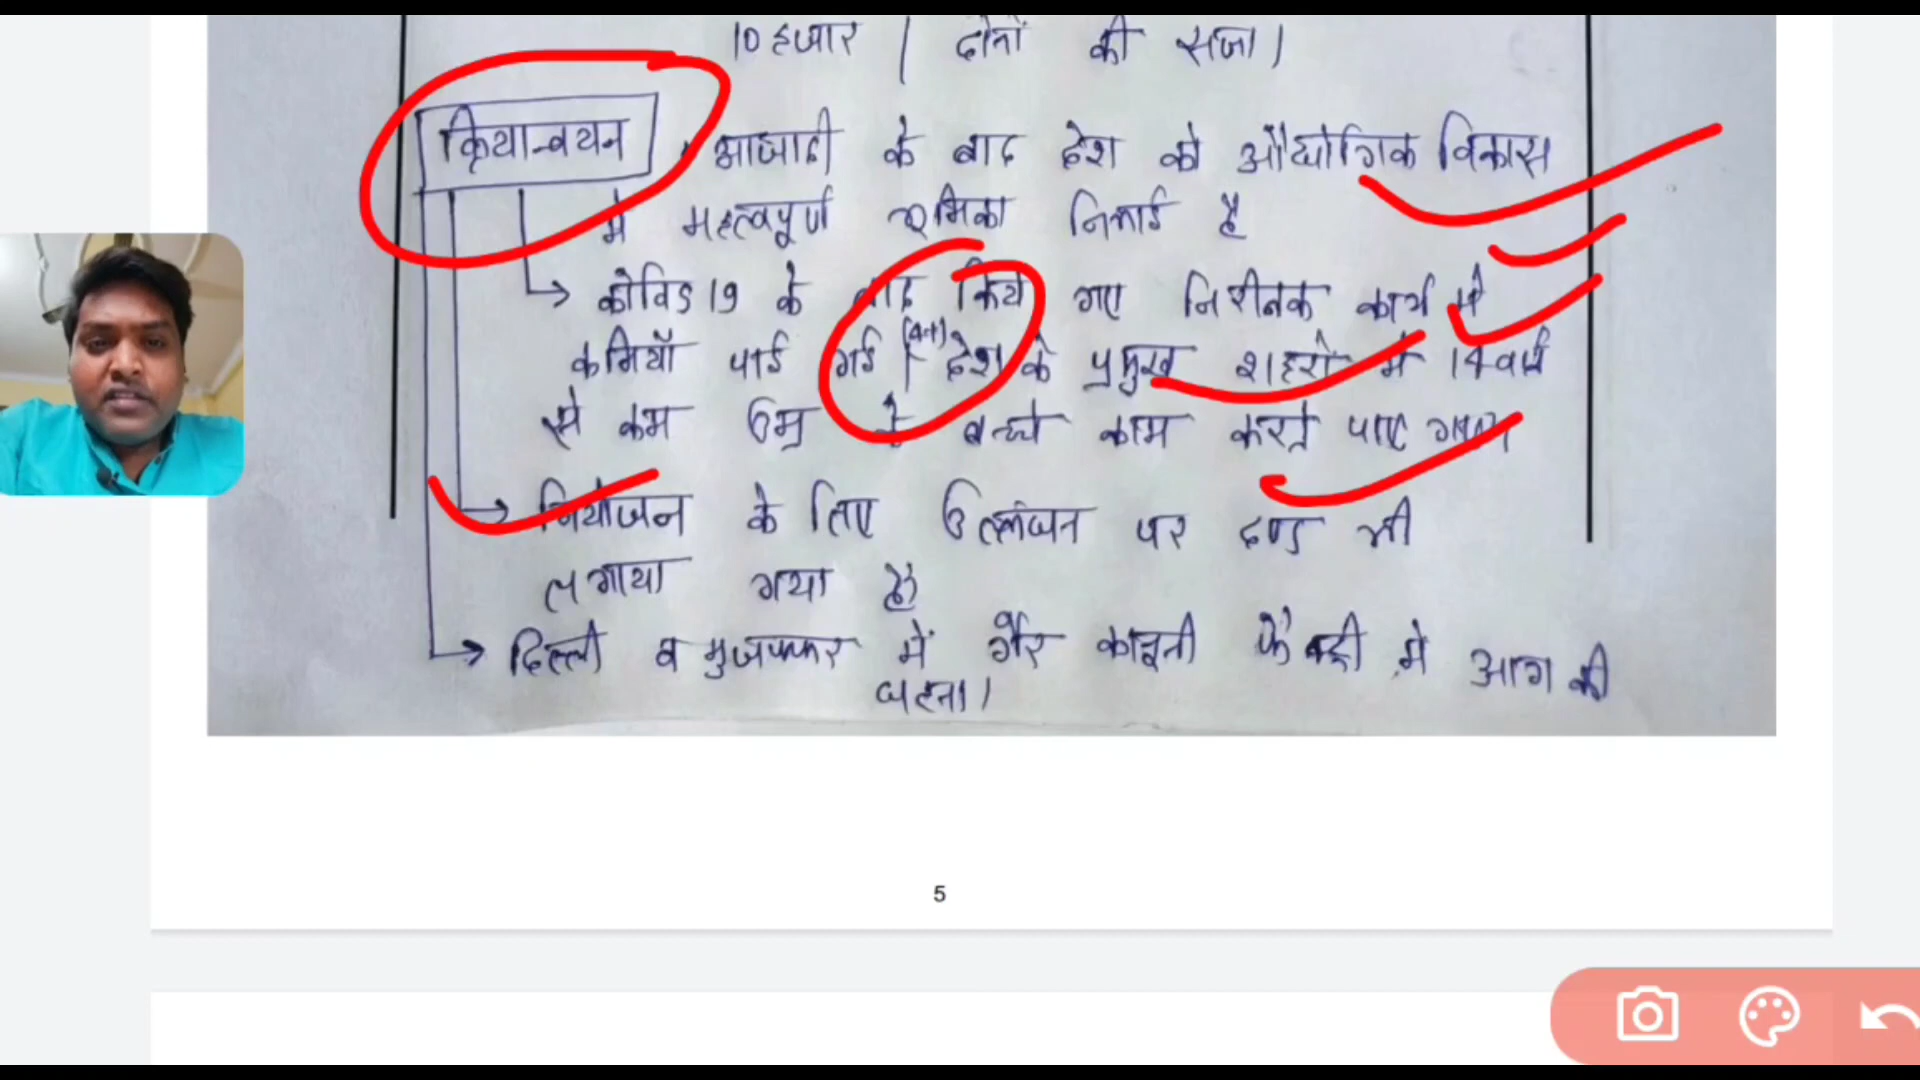 10 हजार | दोनों की सजा।
क्रियान्वयन
आजादी के बाद देश को औद्योगिक विकास
मे महत्वपूर्ण भूमिका निभाई है
कोविड 19 के बाद किये गए निरीनक कार्य मे
कमियाँ पाई गई | देश के प्रमुख शहरो मे 14 वर्ष
से कम उम्र के बच्चे काम करते पाए गए
नियोजन के लिए उल्लंघन पर दण्ड भी
लगाया गया है
दिल्ली व मुजफ्फर में गैर कानूनी फैक्ट्री मे आग की
घटना।
5